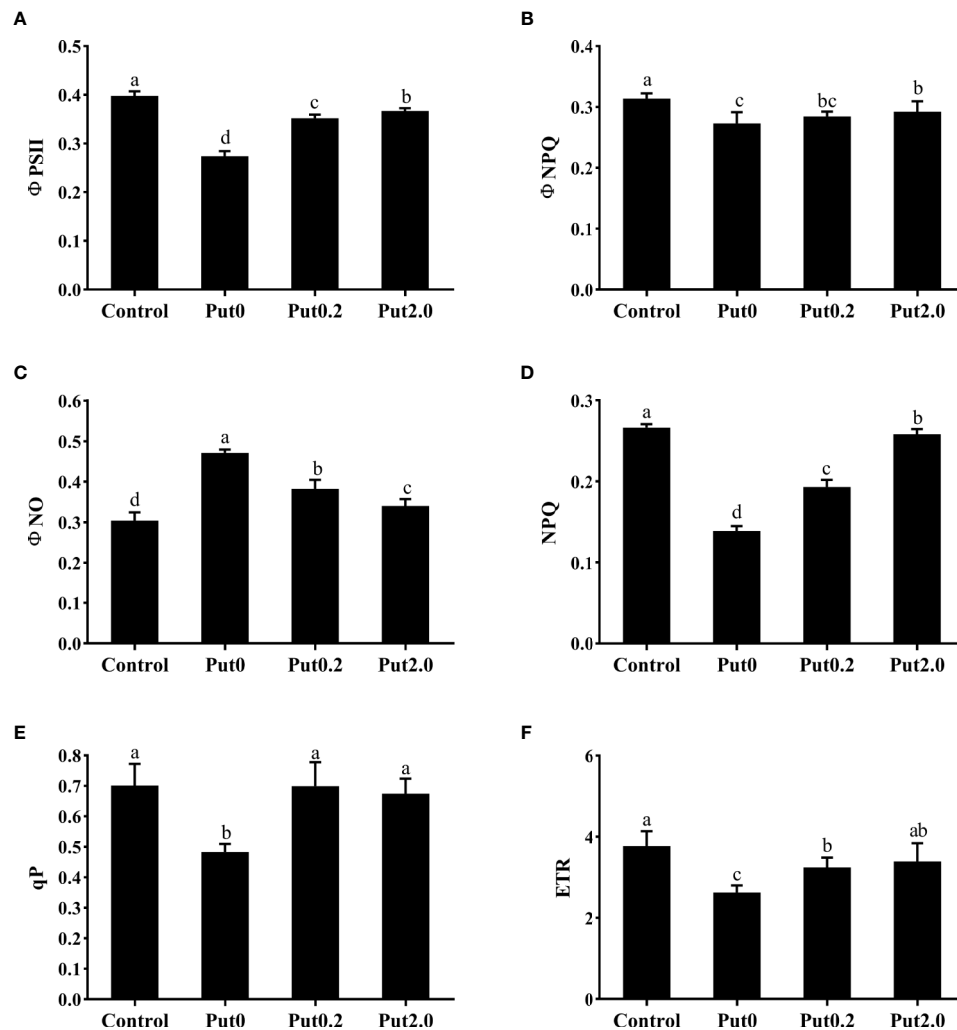 A
Φ PSII
0.5
0.4
0.3
0.2
0.1
0.0
a
d
c
b
Control Put0 Put0.2 Put2.0
B
Φ NPQ
0.4
0.3
0.2
0.1
0.0
a
c
bc
b
Control Put0 Put0.2 Put2.0
C
Φ NO
0.6
0.5
0.4
0.3
0.2
0.1
0.0
d
a
b
c
Control Put0 Put0.2 Put2.0
D
NPQ
0.3
0.2
0.1
0.0
a
d
c
b
Control Put0 Put0.2 Put2.0
E
qP
0.8
0.7
0.6
0.5
0.4
0.3
0.2
0.1
0.0
a
b
a
a
Control Put0 Put0.2 Put2.0
F
ETR
6
4
2
0
a
c
b
ab
Control Put0 Put0.2 Put2.0